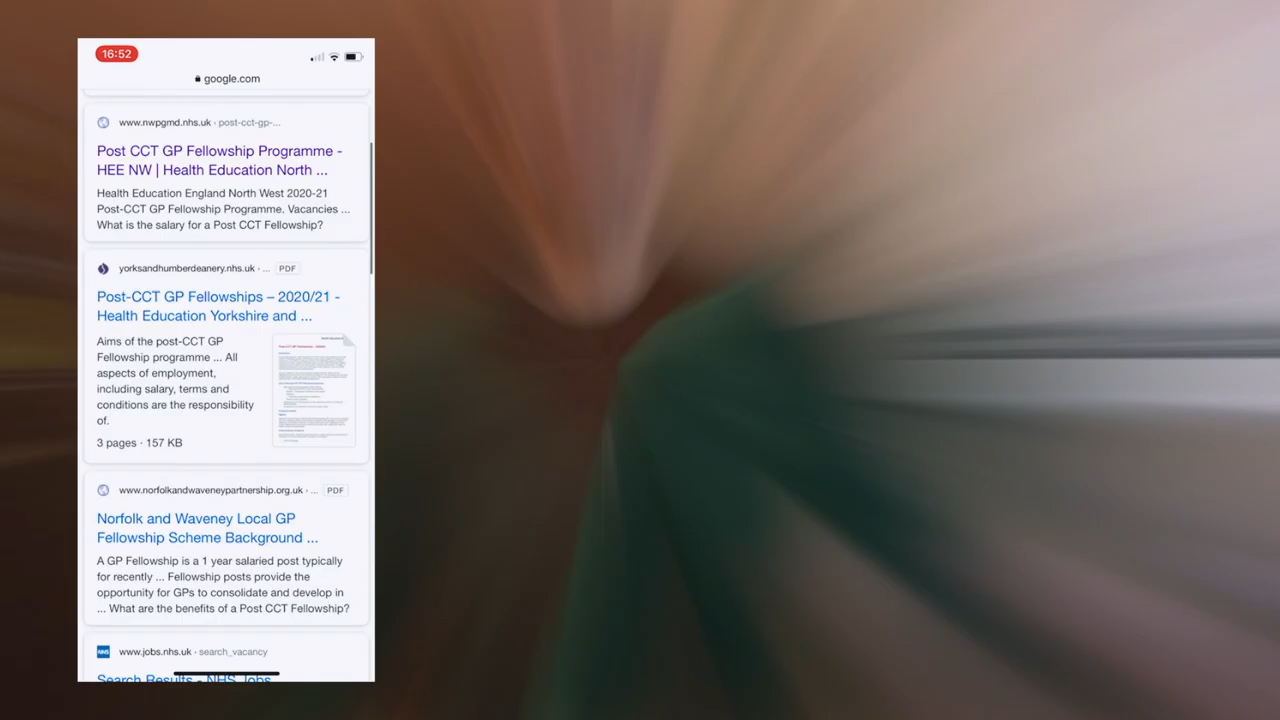 16:52
google.com
www.nwpgmd.nhs.uk › post-cct-gp-...
Post CCT GP Fellowship Programme -
HEE NW | Health Education North ...
Health Education England North West 2020-21
Post-CCT GP Fellowship Programme. Vacancies ...
What is the salary for a Post CCT Fellowship?
yorksandhumberdeanery.nhs.uk › ... PDF
Post-CCT GP Fellowships – 2020/21 -
Health Education Yorkshire and ...
Aims of the post-CCT GP
Fellowship programme ... All
aspects of employment,
including salary, terms and
conditions are the responsibility
of.
3 pages · 157 KB
www.norfolkandwaveneypartnership.org.uk › ... PDF
Norfolk and Waveney Local GP
Fellowship Scheme Background ...
A GP Fellowship is a 1 year salaried post typically
for recently ... Fellowship posts provide the
opportunity for GPs to consolidate and develop in
... What are the benefits of a Post CCT Fellowship?
NHS www.jobs.nhs.uk › search_vacancy
Search Results - NHS Jobs